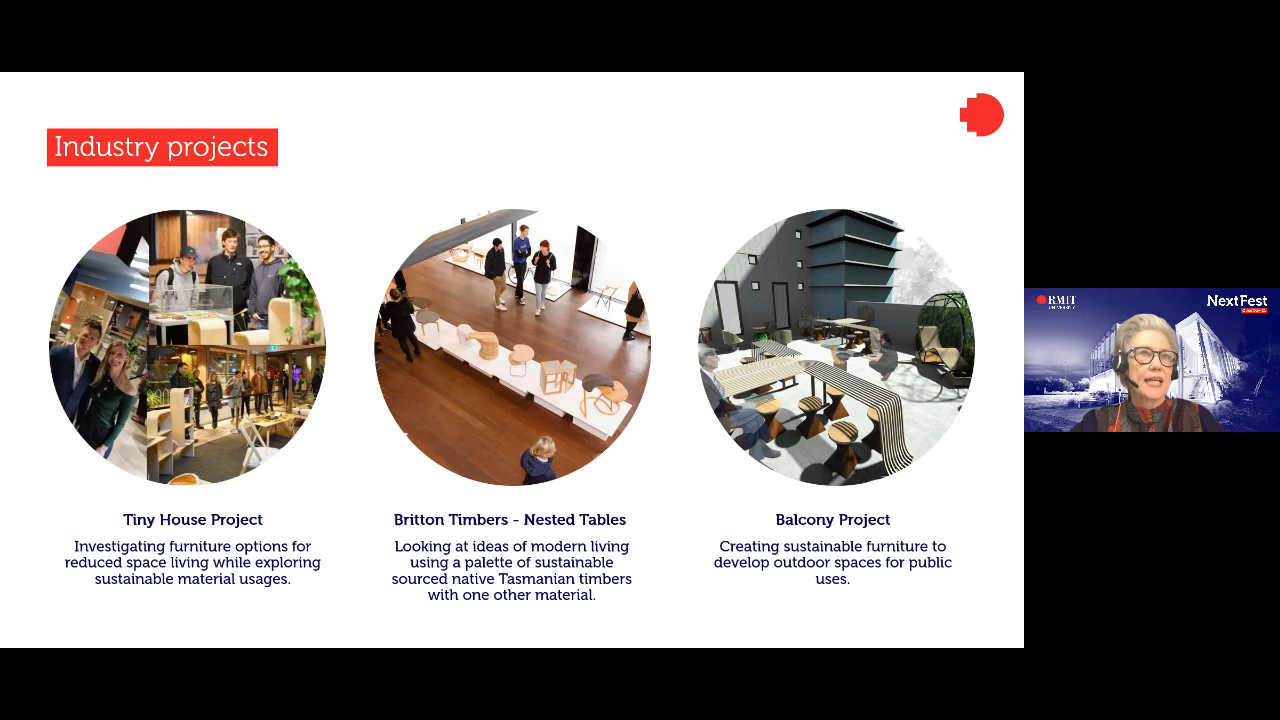 Industry projects
Tiny House Project
Investigating furniture options for
reduced space living while exploring
sustainable material usages.
Britton Timbers - Nested Tables
Looking at ideas of modern living
using a palette of sustainable
sourced native Tasmanian timbers
with one other material.
Balcony Project
Creating sustainable furniture to
develop outdoor spaces for public
uses.
RMIT
UNIVERSITY
NextFest